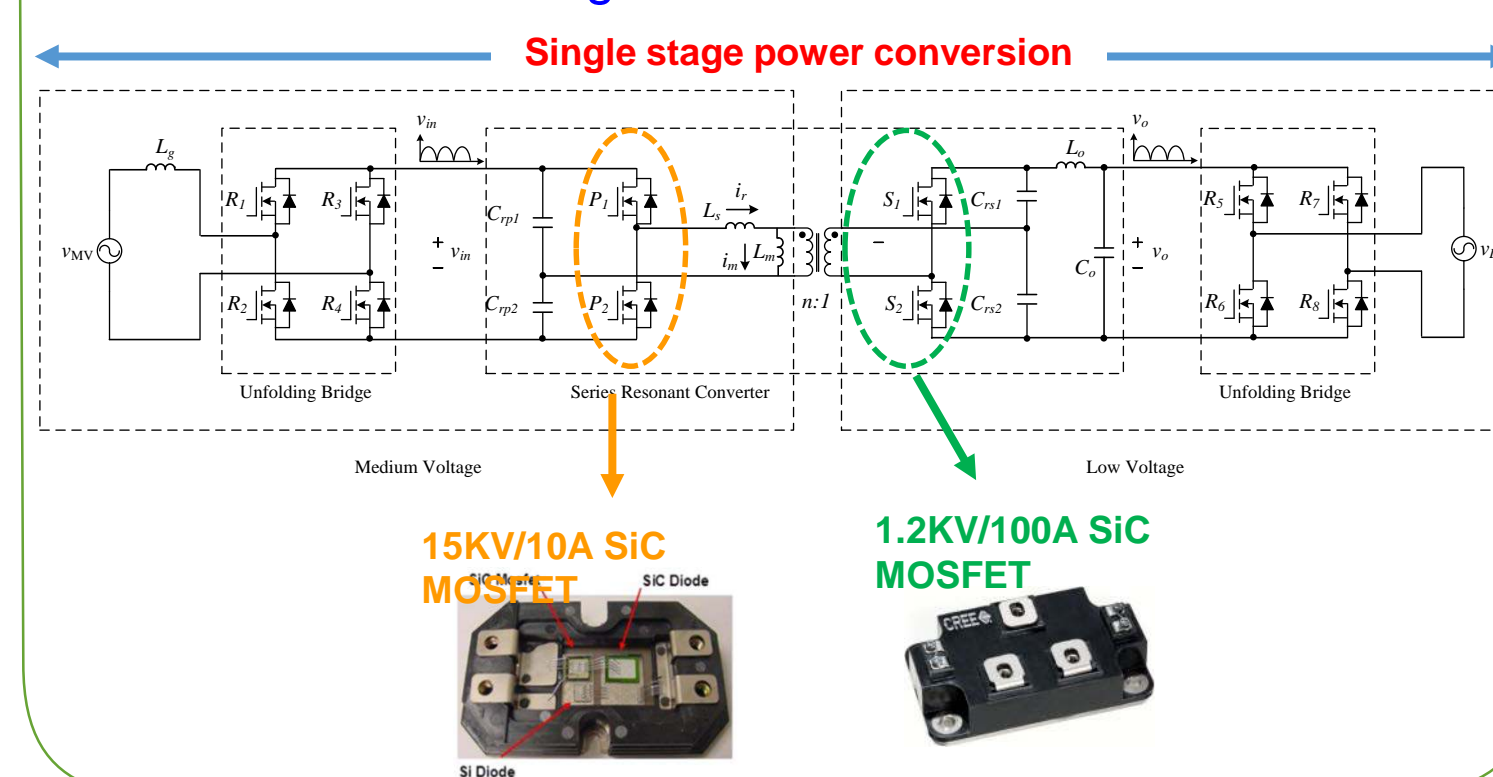 Single stage power conversion
v_in
v_o
L_g
L_o
R_1
R_3
P_1
i_r
S_1
C_rs1
R_5
R_7
C_rp1
L_s
v_MV
+
v_in
−
i_m
L_m
−
C_o
+
v_o
−
R_2
R_4
C_rp2
P_2
n:1
S_2
C_rs2
R_6
R_8
Unfolding Bridge
Series Resonant Converter
Unfolding Bridge
Medium Voltage
Low Voltage
15KV/10A SiC
MOSFET
1.2KV/100A SiC
MOSFET
SiC Mosfet
SiC Diode
CREE
Si Diode